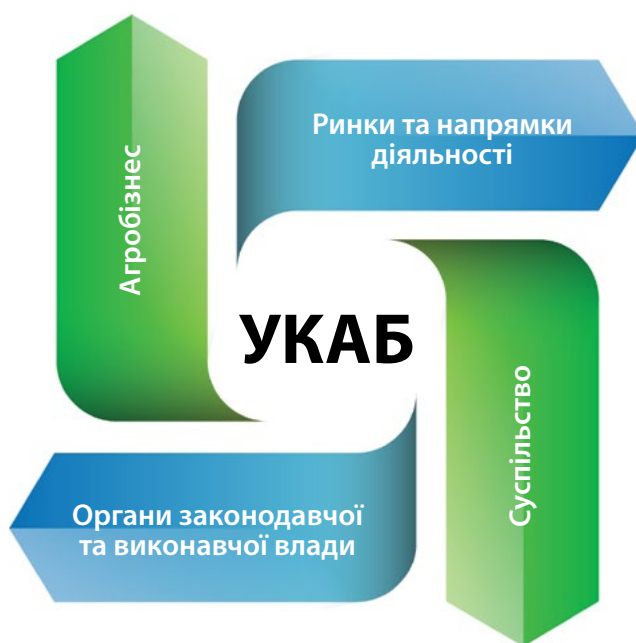 Агробізнес
Ринки та напрямки
діяльності
УКАБ
Суспільство
Органи законодавчої
та виконавчої влади